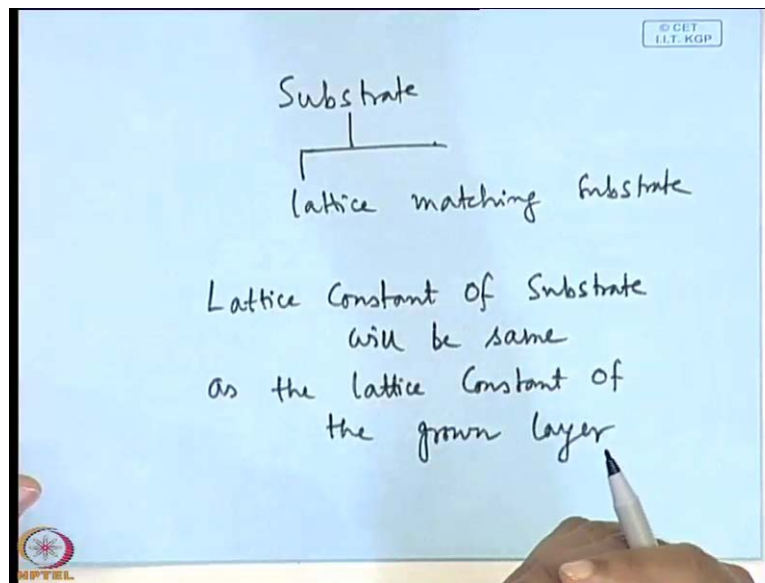 © CET
I.I.T. KGP
Substrate
lattice matching Substrate
Lattice Constant of Substrate
will be same
as the lattice Constant of
the grown layer
NPTEL